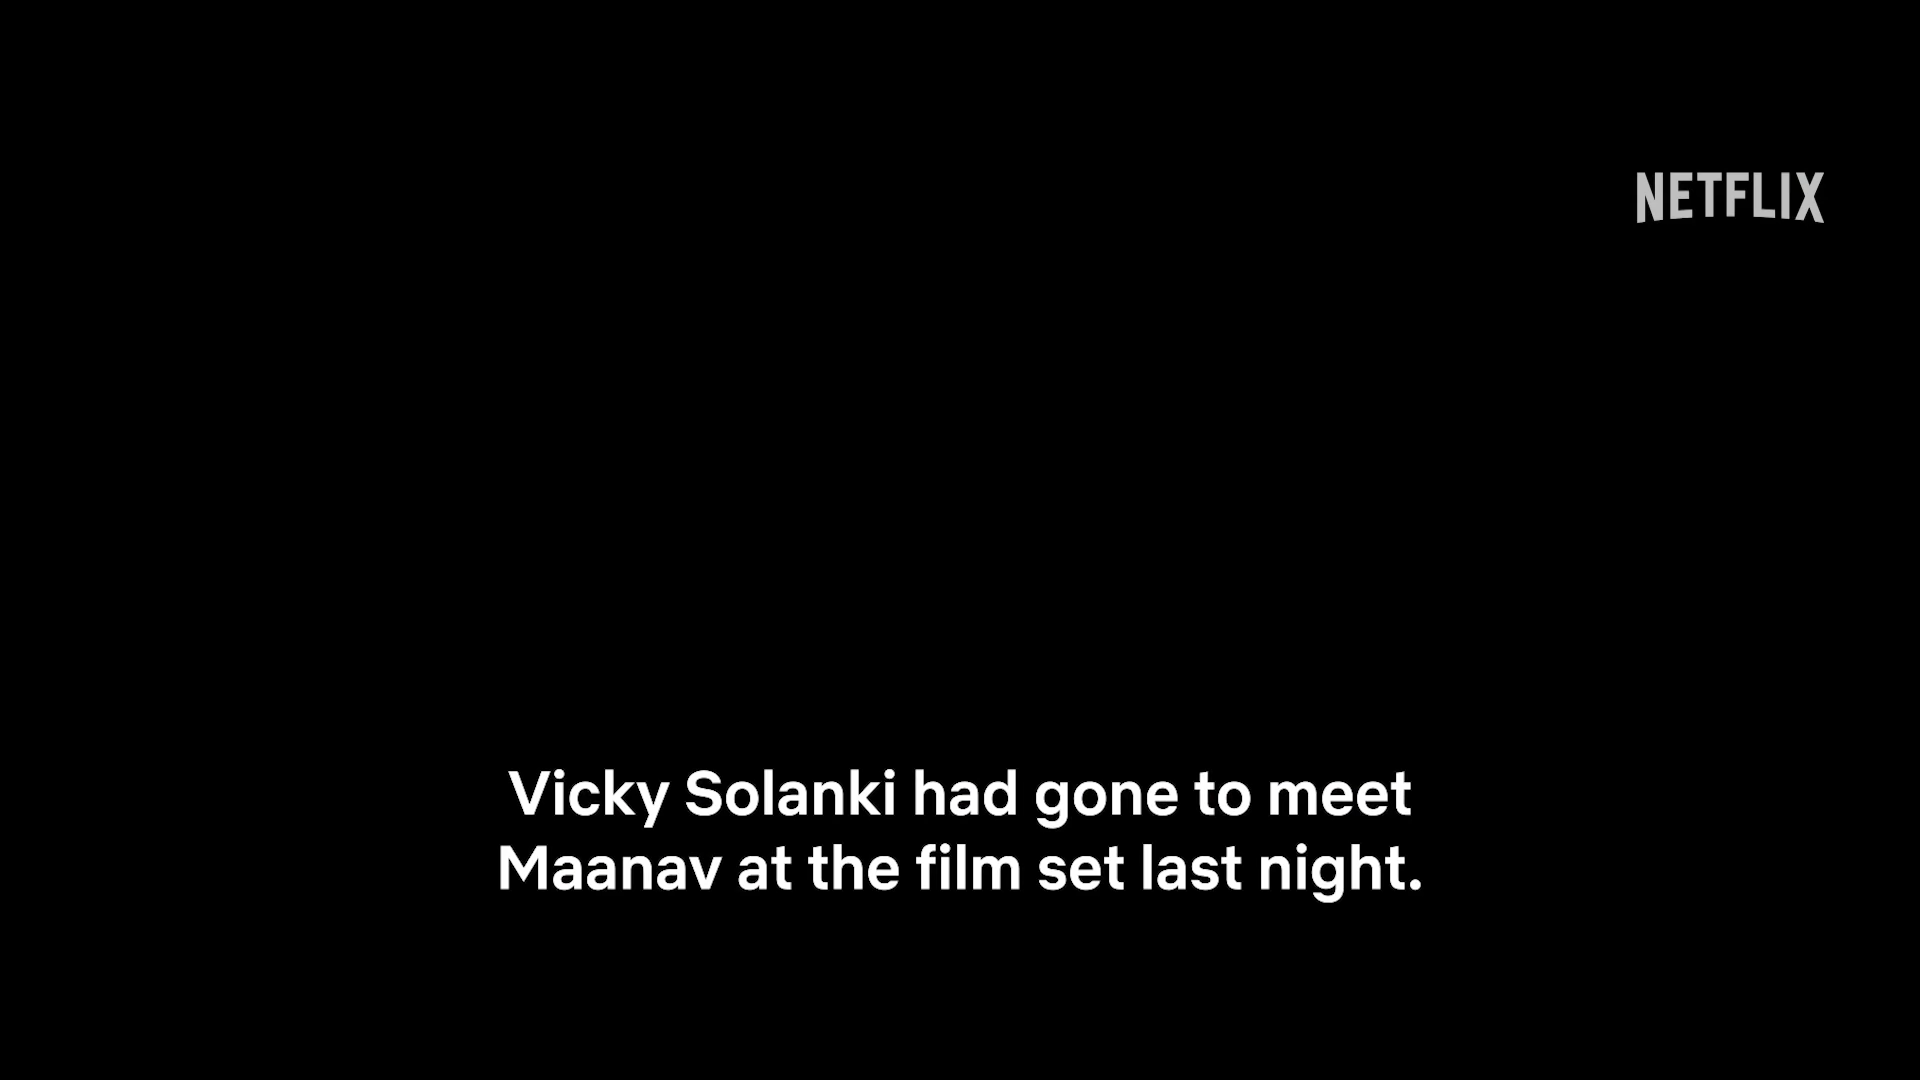 NETFLIX
Vicky Solanki had gone to meet
Maanav at the film set last night.